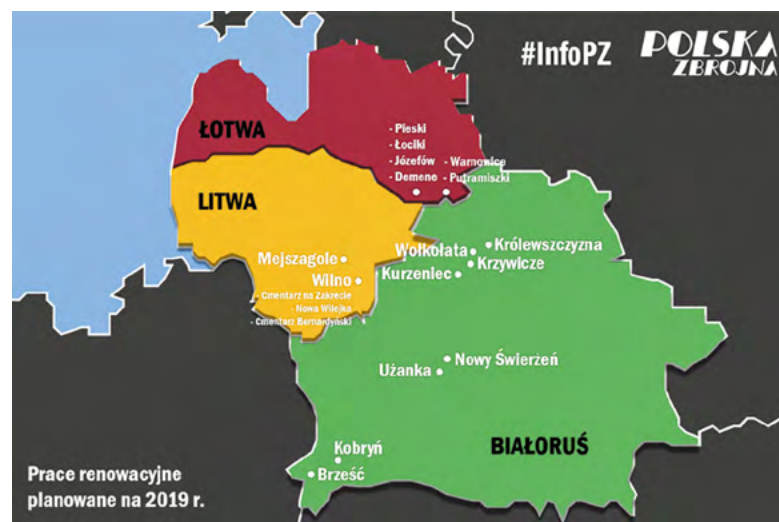 #InfoPZ
POLSKA
ZBROJNA
ŁOTWA
- Pleski
- Łociki
- Józefów
- Demene
- Warnowice
- Putramiszki
LITWA
Mejszagole
Wilno
- Cmentarz na Zakręcie
- Nowa Wilejka
- Cmentarz Bernardyński
Wołkołata
Królewszczyzna
Krzywicze
Kurzeniec
Nowy Świerżeń
Użanka
BIAŁORUŚ
Kobryń
Brześć
Prace renowacyjne
planowane na 2019 r.